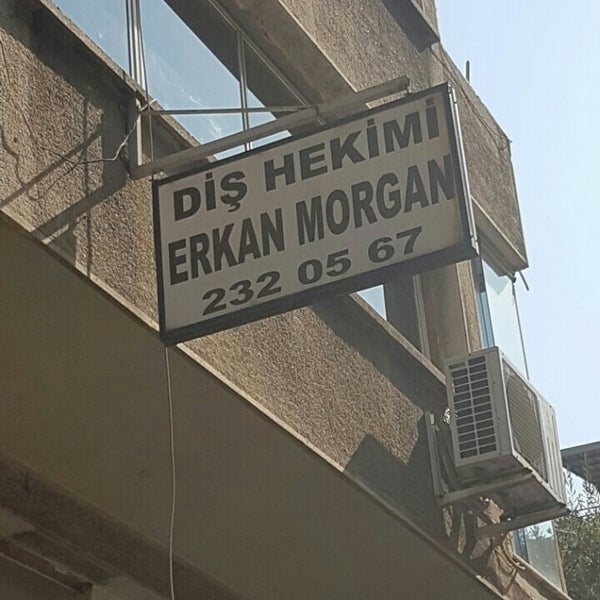 DİŞ HEKİMİ
ERKAN MORGAN
232 05 67